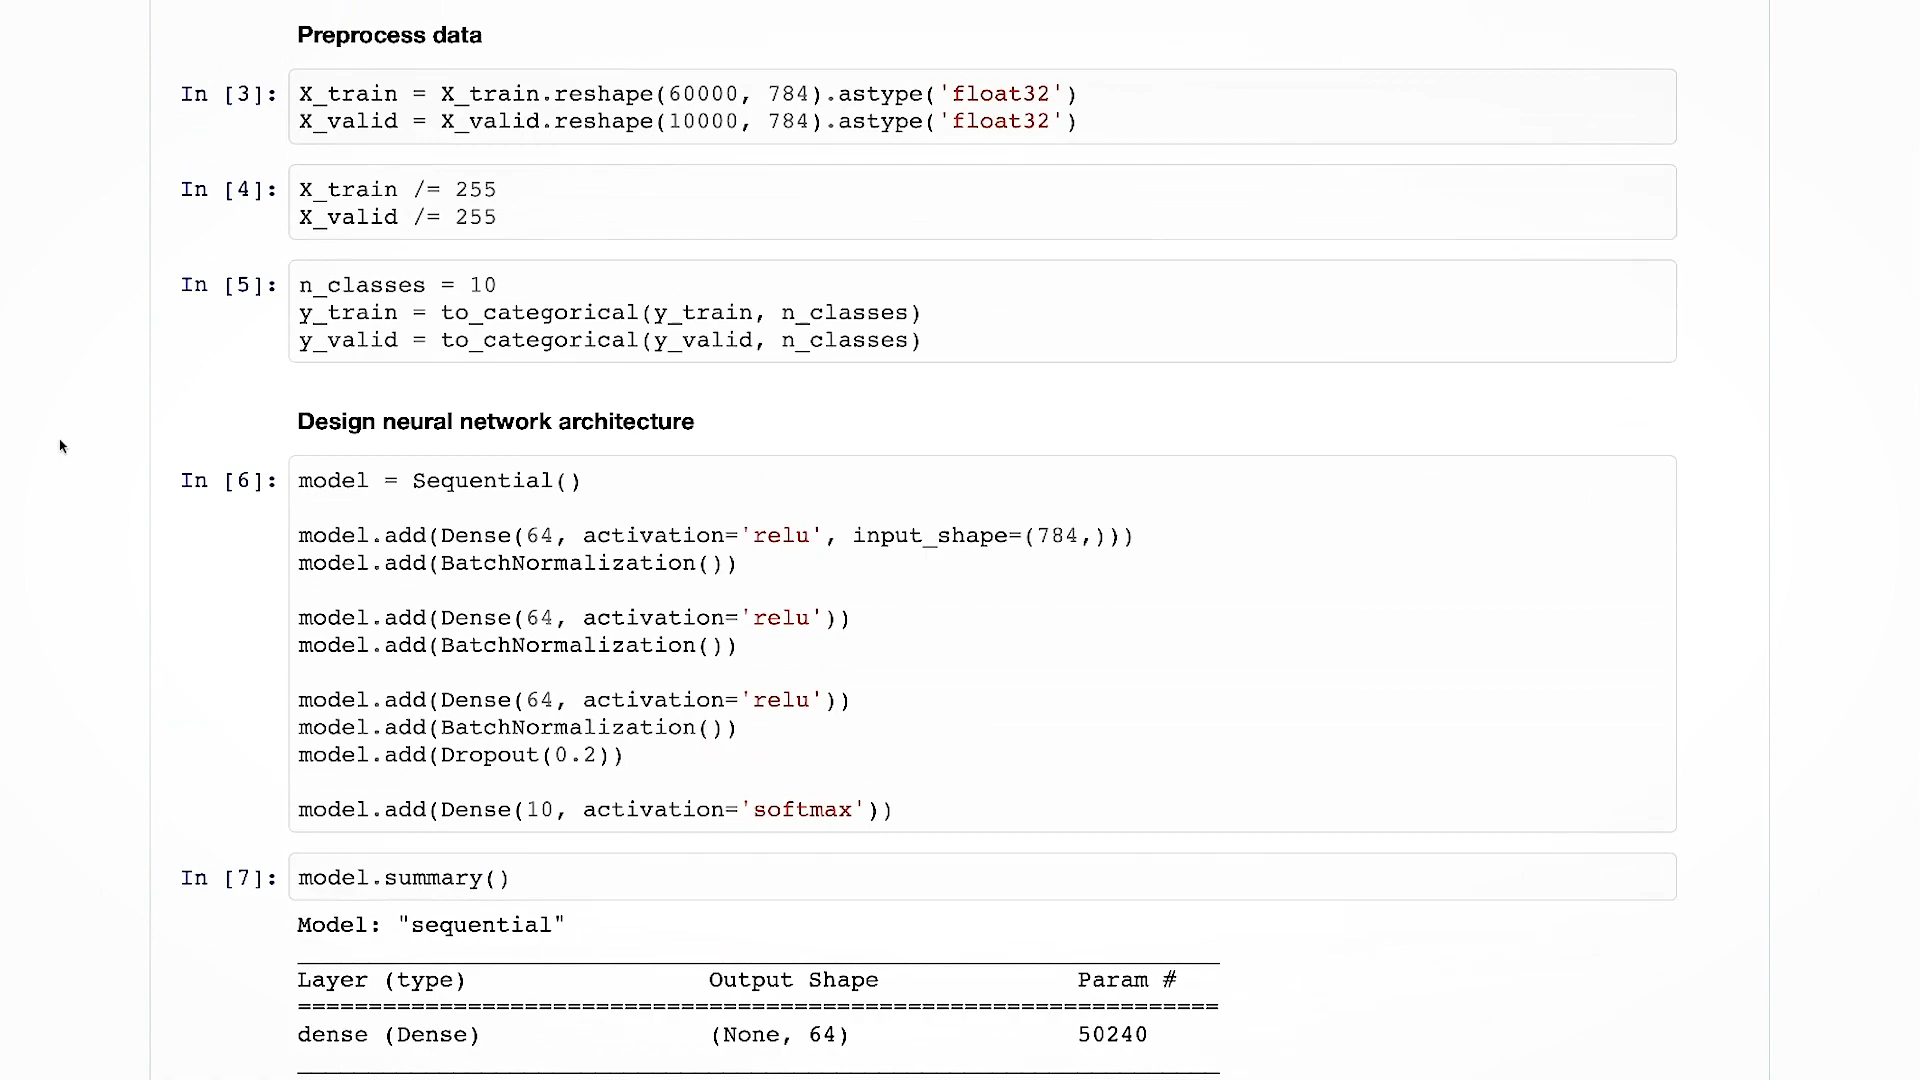 Preprocess data
In [3]: X_train = X_train.reshape(60000, 784).astype('float32')
X_valid = X_valid.reshape(10000, 784).astype('float32')
In [4]: X_train /= 255
X_valid /= 255
In [5]: n_classes = 10
y_train = to_categorical(y_train, n_classes)
y_valid = to_categorical(y_valid, n_classes)
Design neural network architecture
In [6]: model = Sequential()
model.add(Dense(64, activation='relu', input_shape=(784,)))
model.add(BatchNormalization())
model.add(Dense(64, activation='relu'))
model.add(BatchNormalization())
model.add(Dense(64, activation='relu'))
model.add(BatchNormalization())
model.add(Dropout(0.2))
model.add(Dense(10, activation='softmax'))
In [7]: model.summary()
Model: "sequential"
Layer (type) Output Shape Param #
=================================================================
dense (Dense) (None, 64) 50240